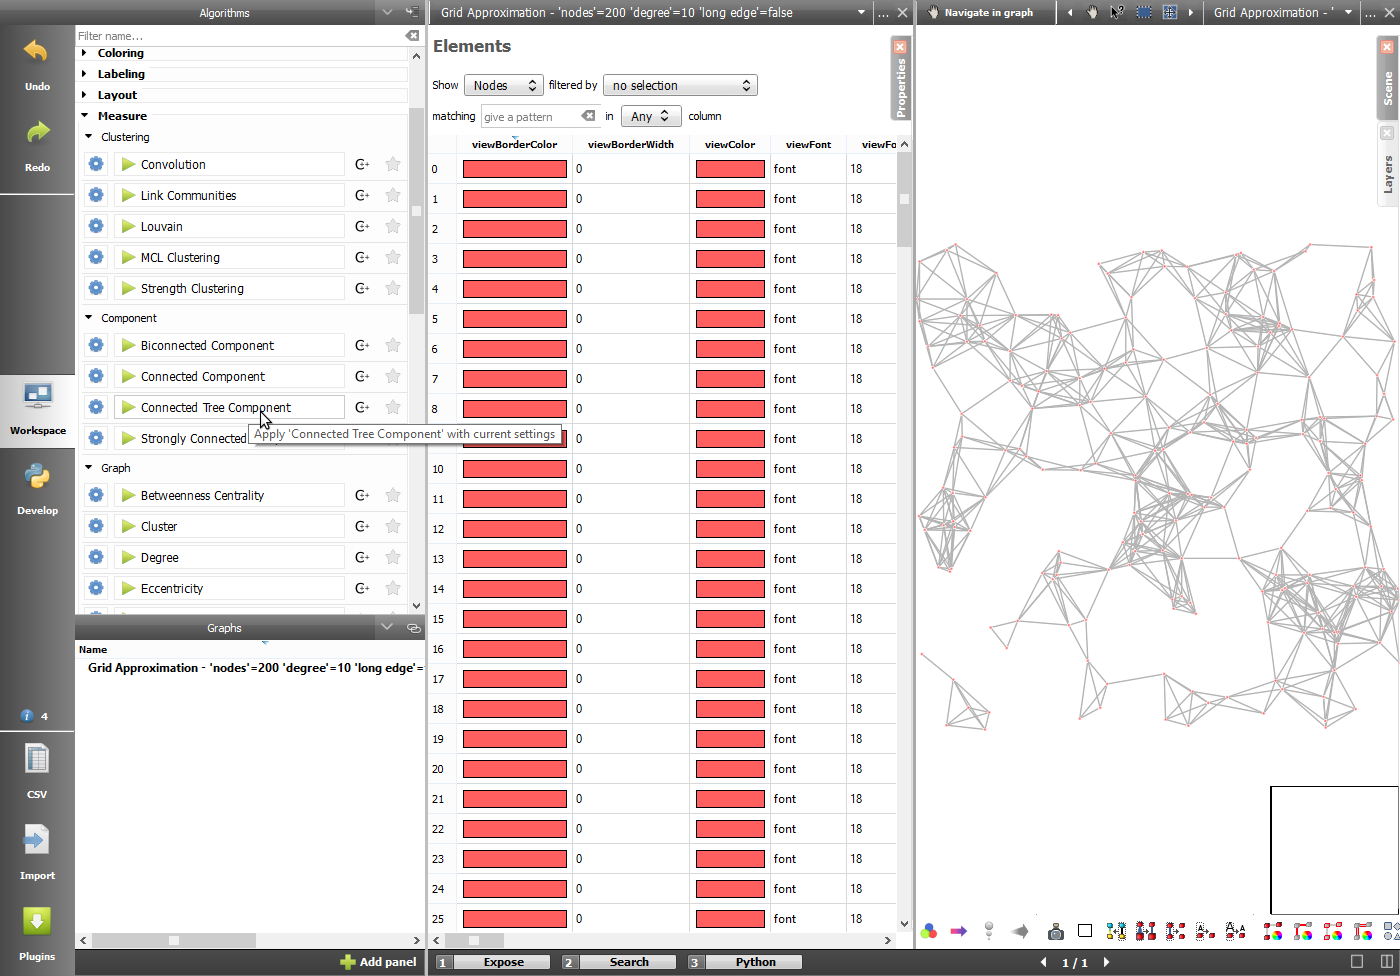 Algorithms
Grid Approximation - 'nodes'=200 'degree'=10 'long edge'=false
...
Navigate in graph
Grid Approximation - '
...
Undo
Redo
Workspace
Develop
4
CSV
Import
Plugins
Filter name...
Coloring
Labeling
Layout
Measure
Clustering
Convolution
Link Communities
Louvain
MCL Clustering
Strength Clustering
Component
Biconnected Component
Connected Component
Connected Tree Component
Strongly Connected
Apply 'Connected Tree Component' with current settings
Graph
Betweenness Centrality
Cluster
Degree
Eccentricity
Graphs
Name
Grid Approximation - 'nodes'=200 'degree'=10 'long edge'=
Add panel
Elements
Properties
Show Nodes filtered by no selection
matching give a pattern in Any column
viewBorderColor viewBorderWidth viewColor viewFont viewFo
0 0 font 18
1 0 font 18
2 0 font 18
3 0 font 18
4 0 font 18
5 0 font 18
6 0 font 18
7 0 font 18
8 0 font 18
0 font 18
10 0 font 18
11 0 font 18
12 0 font 18
13 0 font 18
14 0 font 18
15 0 font 18
16 0 font 18
17 0 font 18
18 0 font 18
19 0 font 18
20 0 font 18
21 0 font 18
22 0 font 18
23 0 font 18
24 0 font 18
25 0 font 18
Scene
Layers
1 Expose 2 Search 3 Python
1 / 1